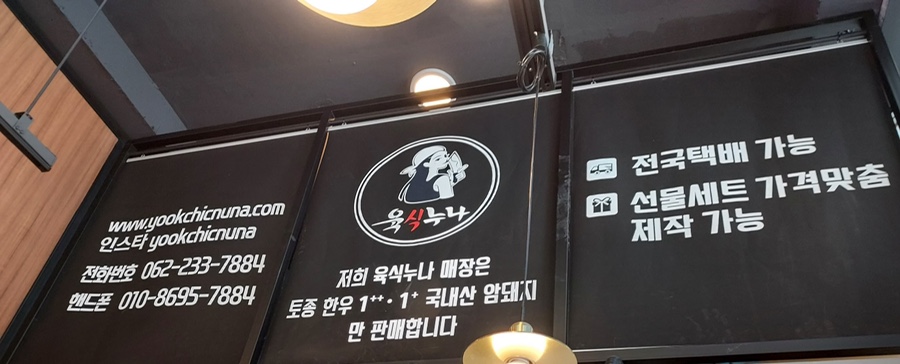 www.yookchicnuna.com
인스타 yookchicnuna
전화번호 062-233-7884
핸드폰 010-8695-7884
육식누나
저희 육식누나 매장은
토종 한우 1++· 1+ 국내산 암돼지
만 판매합니다
전국택배 가능
선물세트 가격맞춤
제작 가능